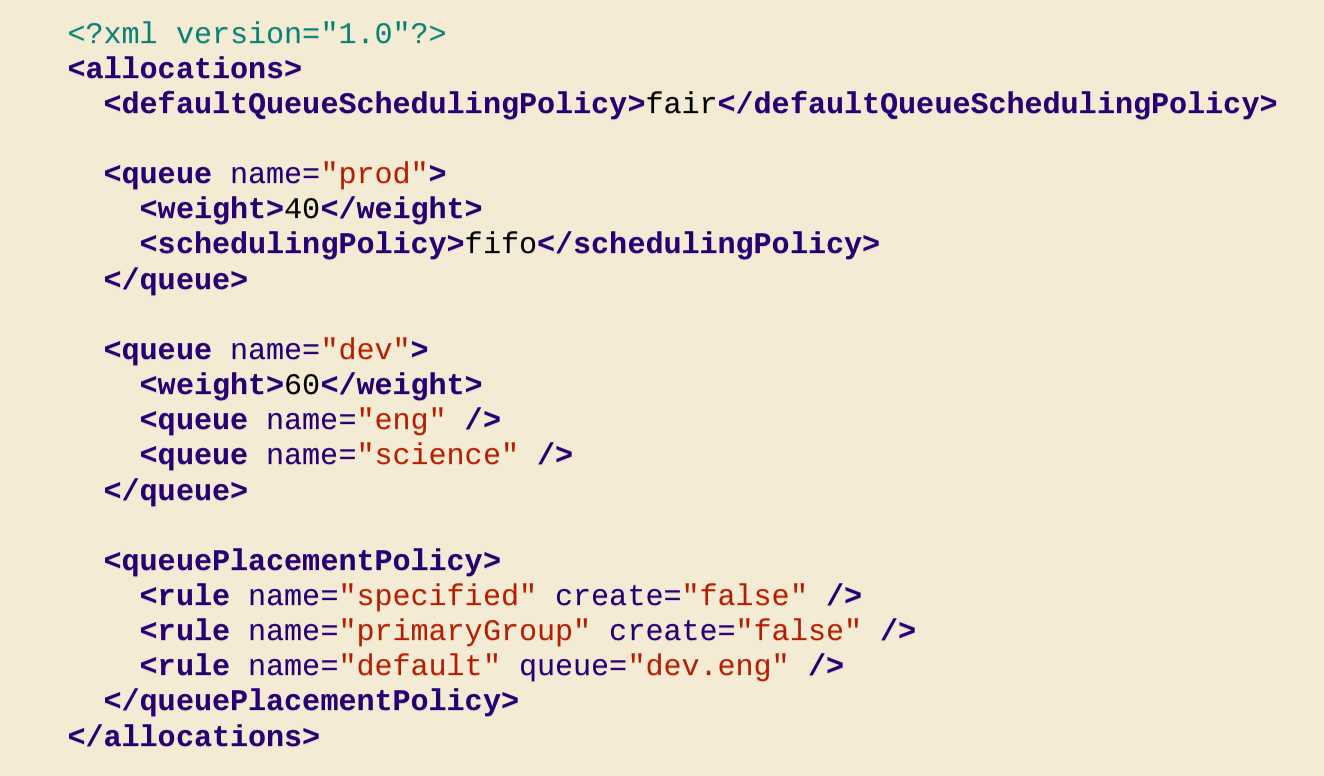 <?xml version="1.0"?>
<allocations>
  <defaultQueueSchedulingPolicy>fair</defaultQueueSchedulingPolicy>

  <queue name="prod">
    <weight>40</weight>
    <schedulingPolicy>fifo</schedulingPolicy>
  </queue>

  <queue name="dev">
    <weight>60</weight>
    <queue name="eng" />
    <queue name="science" />
  </queue>

  <queuePlacementPolicy>
    <rule name="specified" create="false" />
    <rule name="primaryGroup" create="false" />
    <rule name="default" queue="dev.eng" />
  </queuePlacementPolicy>
</allocations>